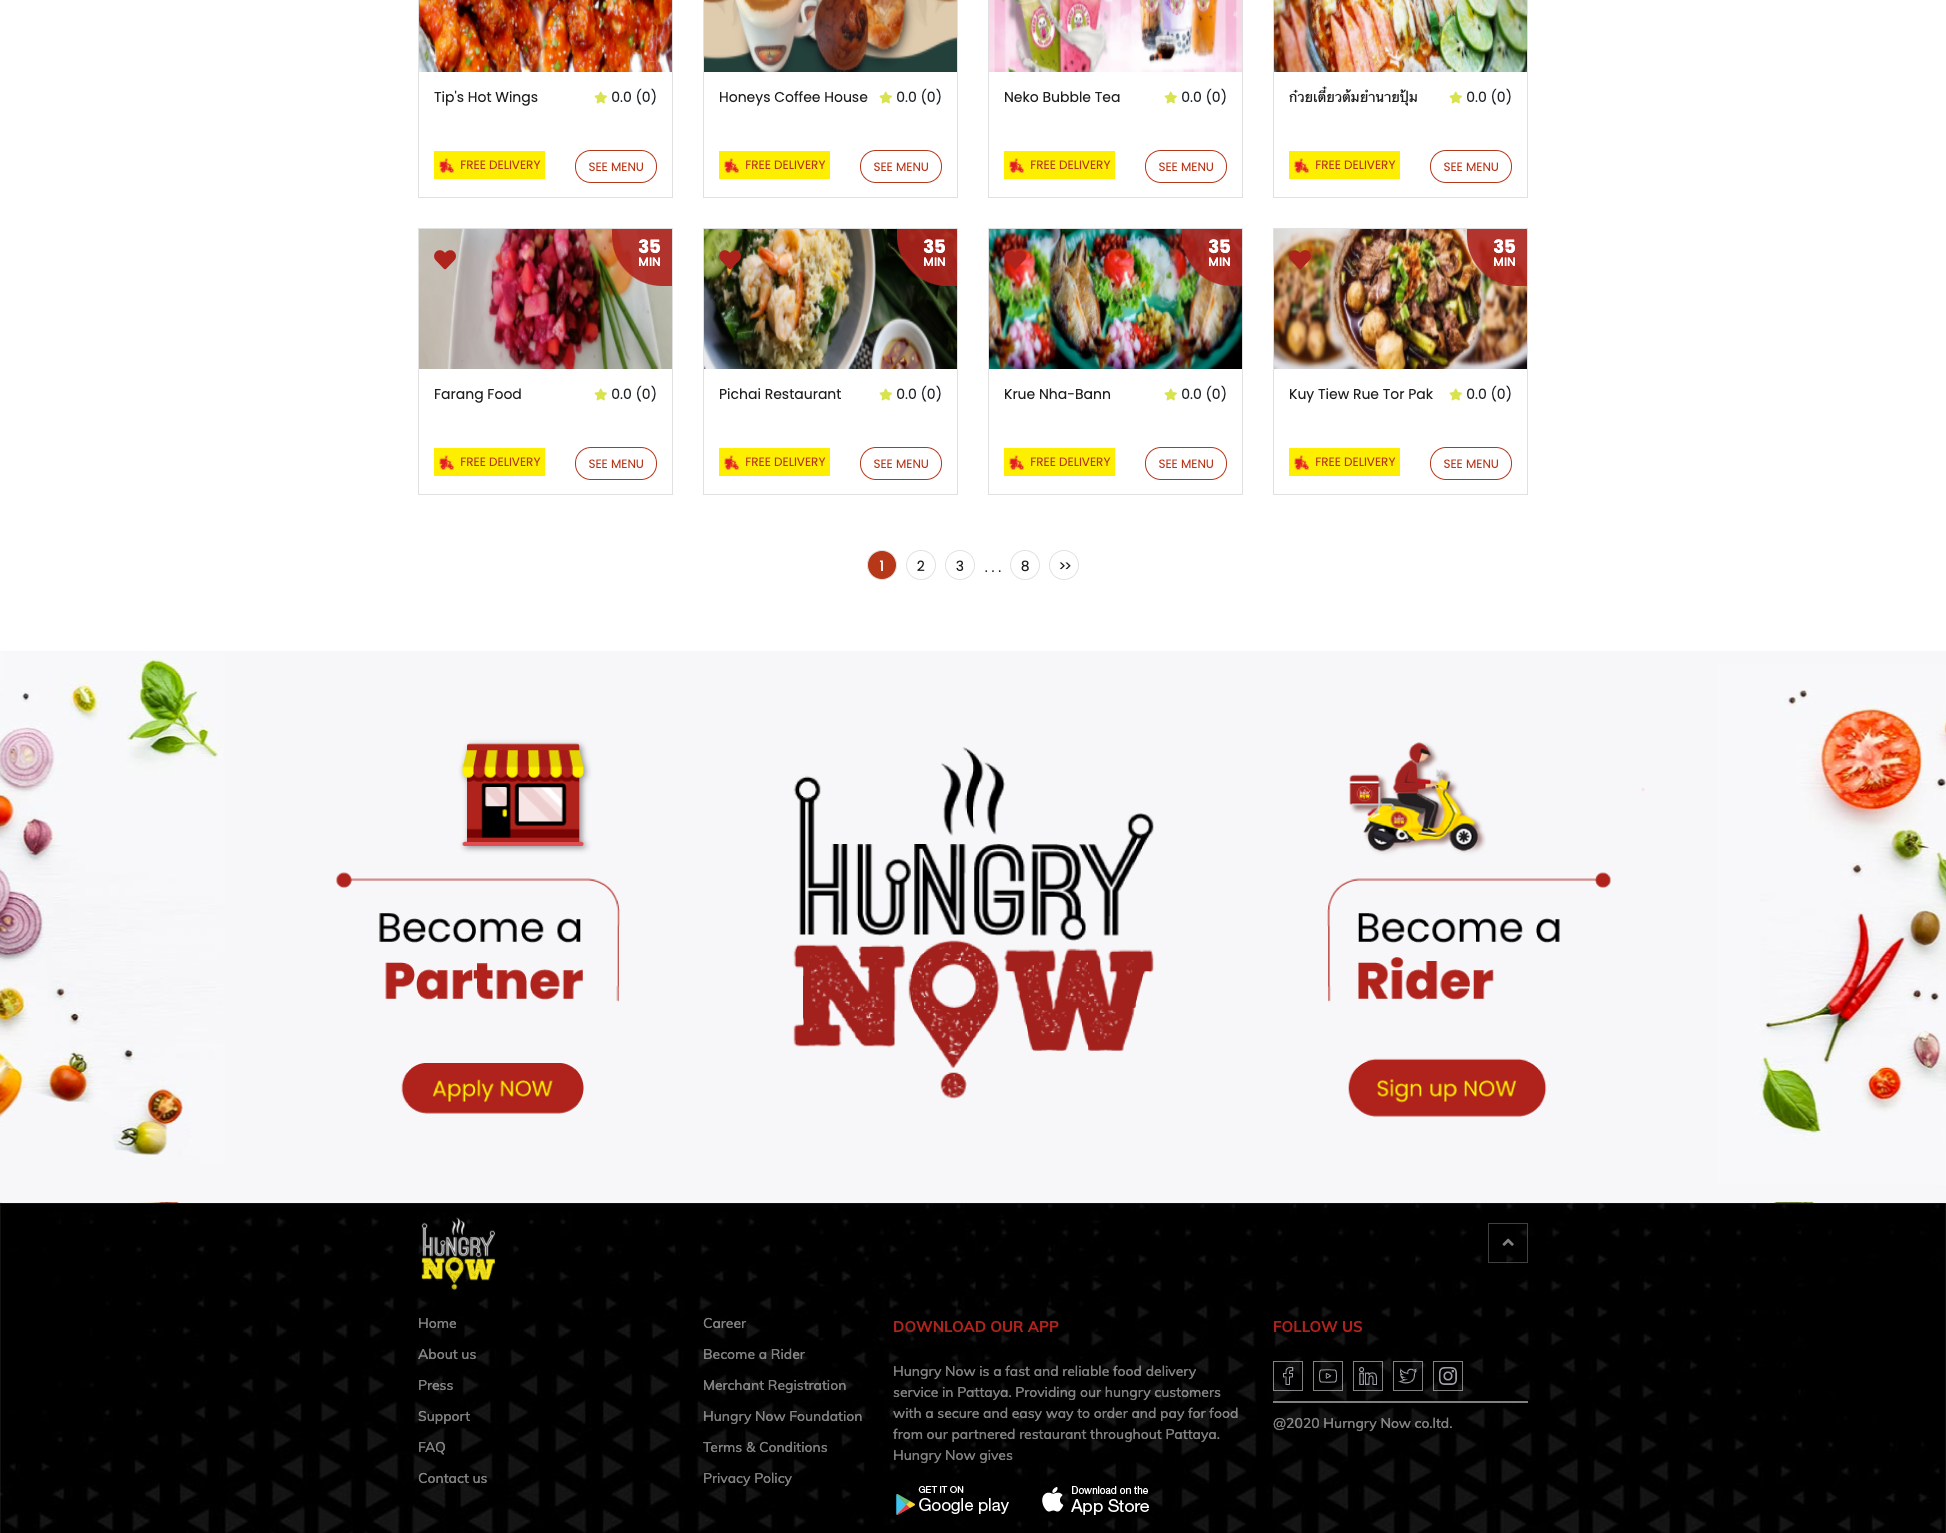 Tip's Hot Wings
0.0 (0)
Honeys Coffee House
0.0 (0)
Neko Bubble Tea
0.0 (0)
ก๋วยเตี๋ยวต้มยำนายปุ้ม
0.0 (0)
FREE DELIVERY
SEE MENU
FREE DELIVERY
SEE MENU
FREE DELIVERY
SEE MENU
FREE DELIVERY
SEE MENU
35
MIN
35
MIN
35
MIN
35
MIN
Farang Food
0.0 (0)
Pichai Restaurant
0.0 (0)
Krue Nha-Bann
0.0 (0)
Kuy Tiew Rue Tor Pak
0.0 (0)
FREE DELIVERY
SEE MENU
FREE DELIVERY
SEE MENU
FREE DELIVERY
SEE MENU
FREE DELIVERY
SEE MENU
1 2 3 ... 8 >>
Become a
Partner
Apply NOW
HUNGRY
NOW
Become a
Rider
Sign up NOW
HUNGRY
NOW
Home
About us
Press
Support
FAQ
Contact us
Career
Become a Rider
Merchant Registration
Hungry Now Foundation
Terms & Conditions
Privacy Policy
DOWNLOAD OUR APP
Hungry Now is a fast and reliable food delivery
service in Pattaya. Providing our hungry customers
with a secure and easy way to order and pay for food
from our partnered restaurant throughout Pattaya.
Hungry Now gives
GET IT ON
Google play
Download on the
App Store
FOLLOW US
@2020 Hurngry Now co.ltd.